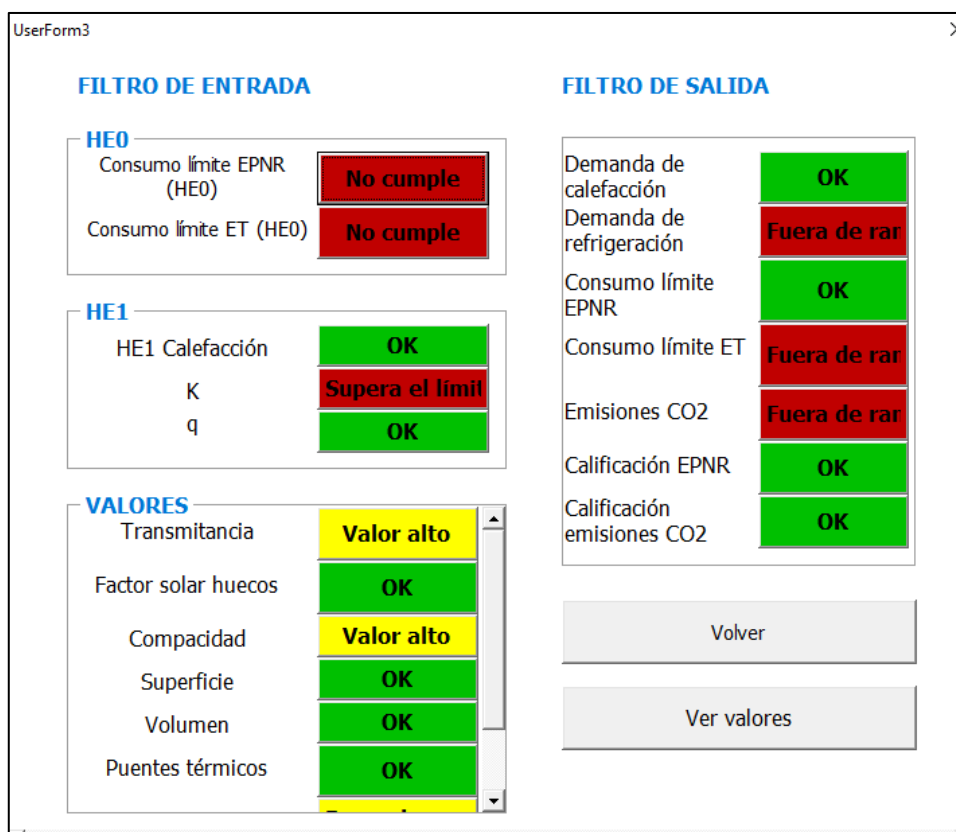 UserForm3
FILTRO DE ENTRADA
HE0
Consumo límite EPNR
(HE0)
No cumple
Consumo límite ET (HE0)
No cumple
HE1
HE1 Calefacción
OK
K
Supera el límit
q
OK
VALORES
Transmitancia
Valor alto
Factor solar huecos
OK
Compacidad
Valor alto
Superficie
OK
Volumen
OK
Puentes térmicos
OK
FILTRO DE SALIDA
Demanda de
calefacción
OK
Demanda de
refrigeración
Fuera de ran
Consumo límite
EPNR
OK
Consumo límite ET
Fuera de ran
Emisiones CO2
Fuera de ran
Calificación EPNR
OK
Calificación
emisiones CO2
OK
Volver
Ver valores